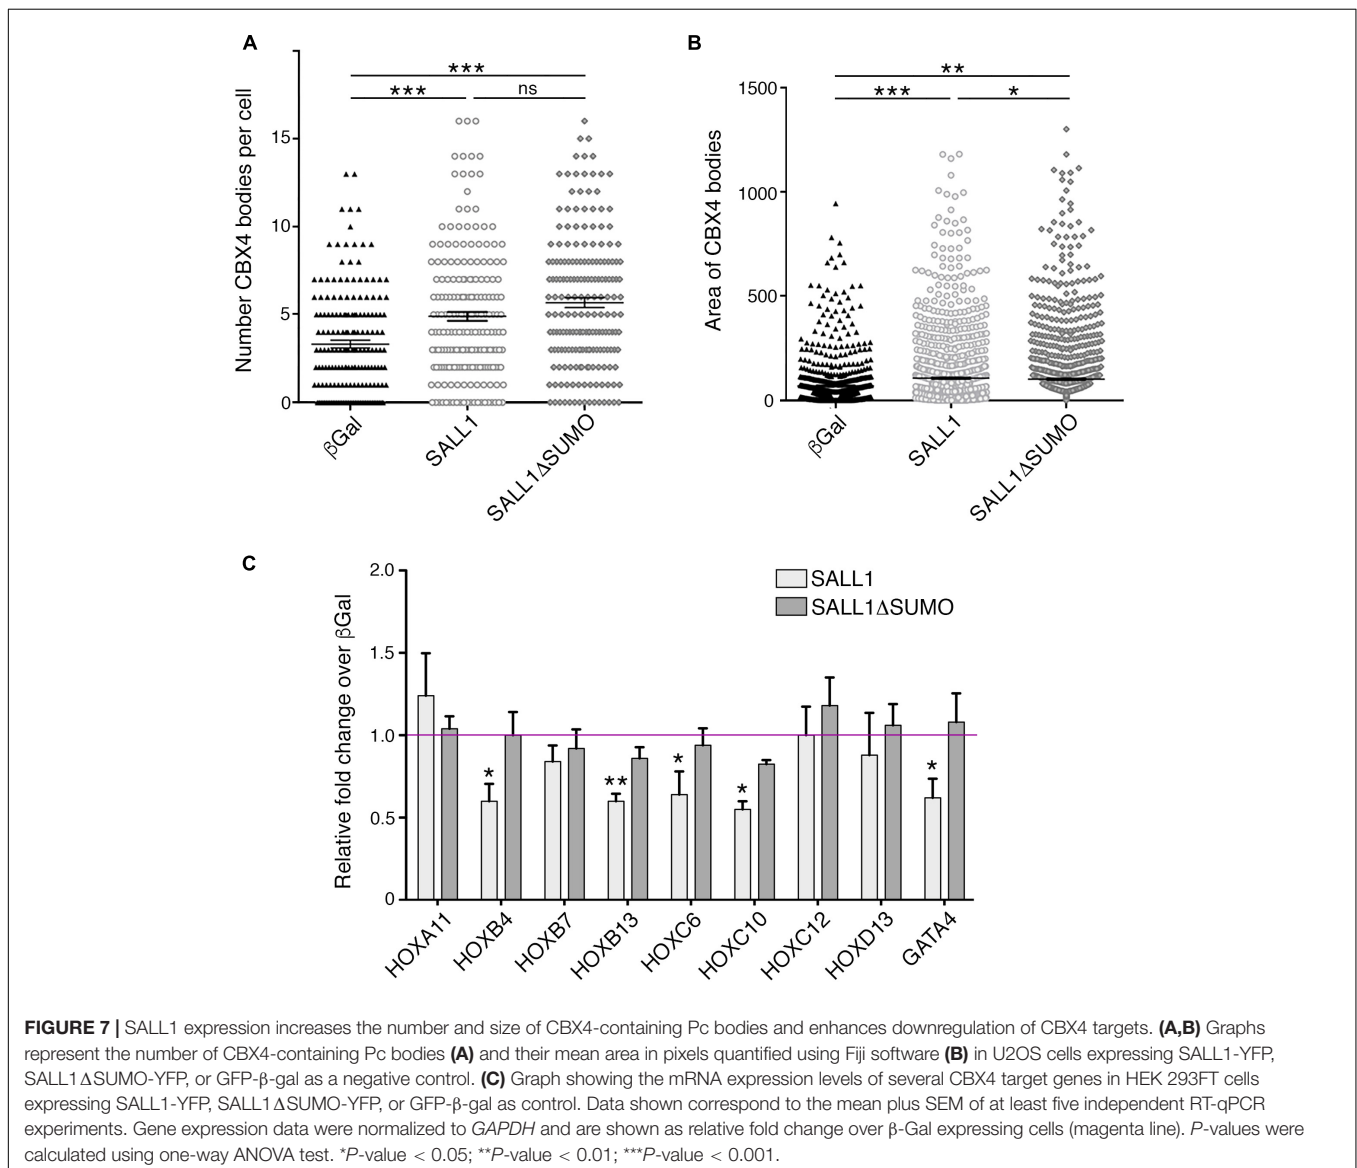 A
Number CBX4 bodies per cell
***
***
ns
15
10
5
0
βGal
SALL1
SALL1ΔSUMO
B
Area of CBX4 bodies
**
***
*
1500
1000
500
0
βGal
SALL1
SALL1ΔSUMO
C
Relative fold change over βGal
2.0
1.5
1.0
0.5
0
SALL1
SALL1ΔSUMO
*
**
*
*
*
HOXA11
HOXB4
HOXB7
HOXB13
HOXC6
HOXC10
HOXC12
HOXD13
GATA4
FIGURE 7 | SALL1 expression increases the number and size of CBX4-containing Pc bodies and enhances downregulation of CBX4 targets. (A,B) Graphs
represent the number of CBX4-containing Pc bodies (A) and their mean area in pixels quantified using Fiji software (B) in U2OS cells expressing SALL1-YFP,
SALL1ΔSUMO-YFP, or GFP-β-gal as a negative control. (C) Graph showing the mRNA expression levels of several CBX4 target genes in HEK 293FT cells
expressing SALL1-YFP, SALL1ΔSUMO-YFP, or GFP-β-gal as control. Data shown correspond to the mean plus SEM of at least five independent RT-qPCR
experiments. Gene expression data were normalized to GAPDH and are shown as relative fold change over β-Gal expressing cells (magenta line). P-values were
calculated using one-way ANOVA test. *P-value < 0.05; **P-value < 0.01; ***P-value < 0.001.